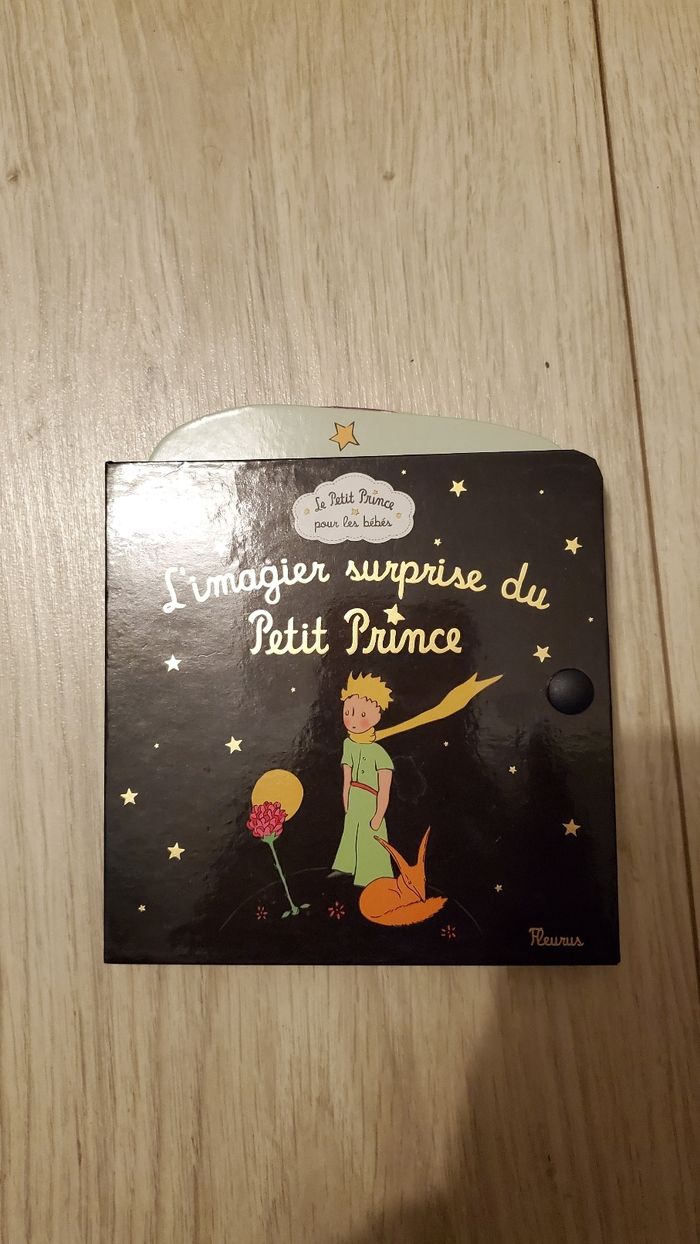 Le Petit Prince
pour les bébés
L'imagier surprise du
Petit Prince
Fleurus